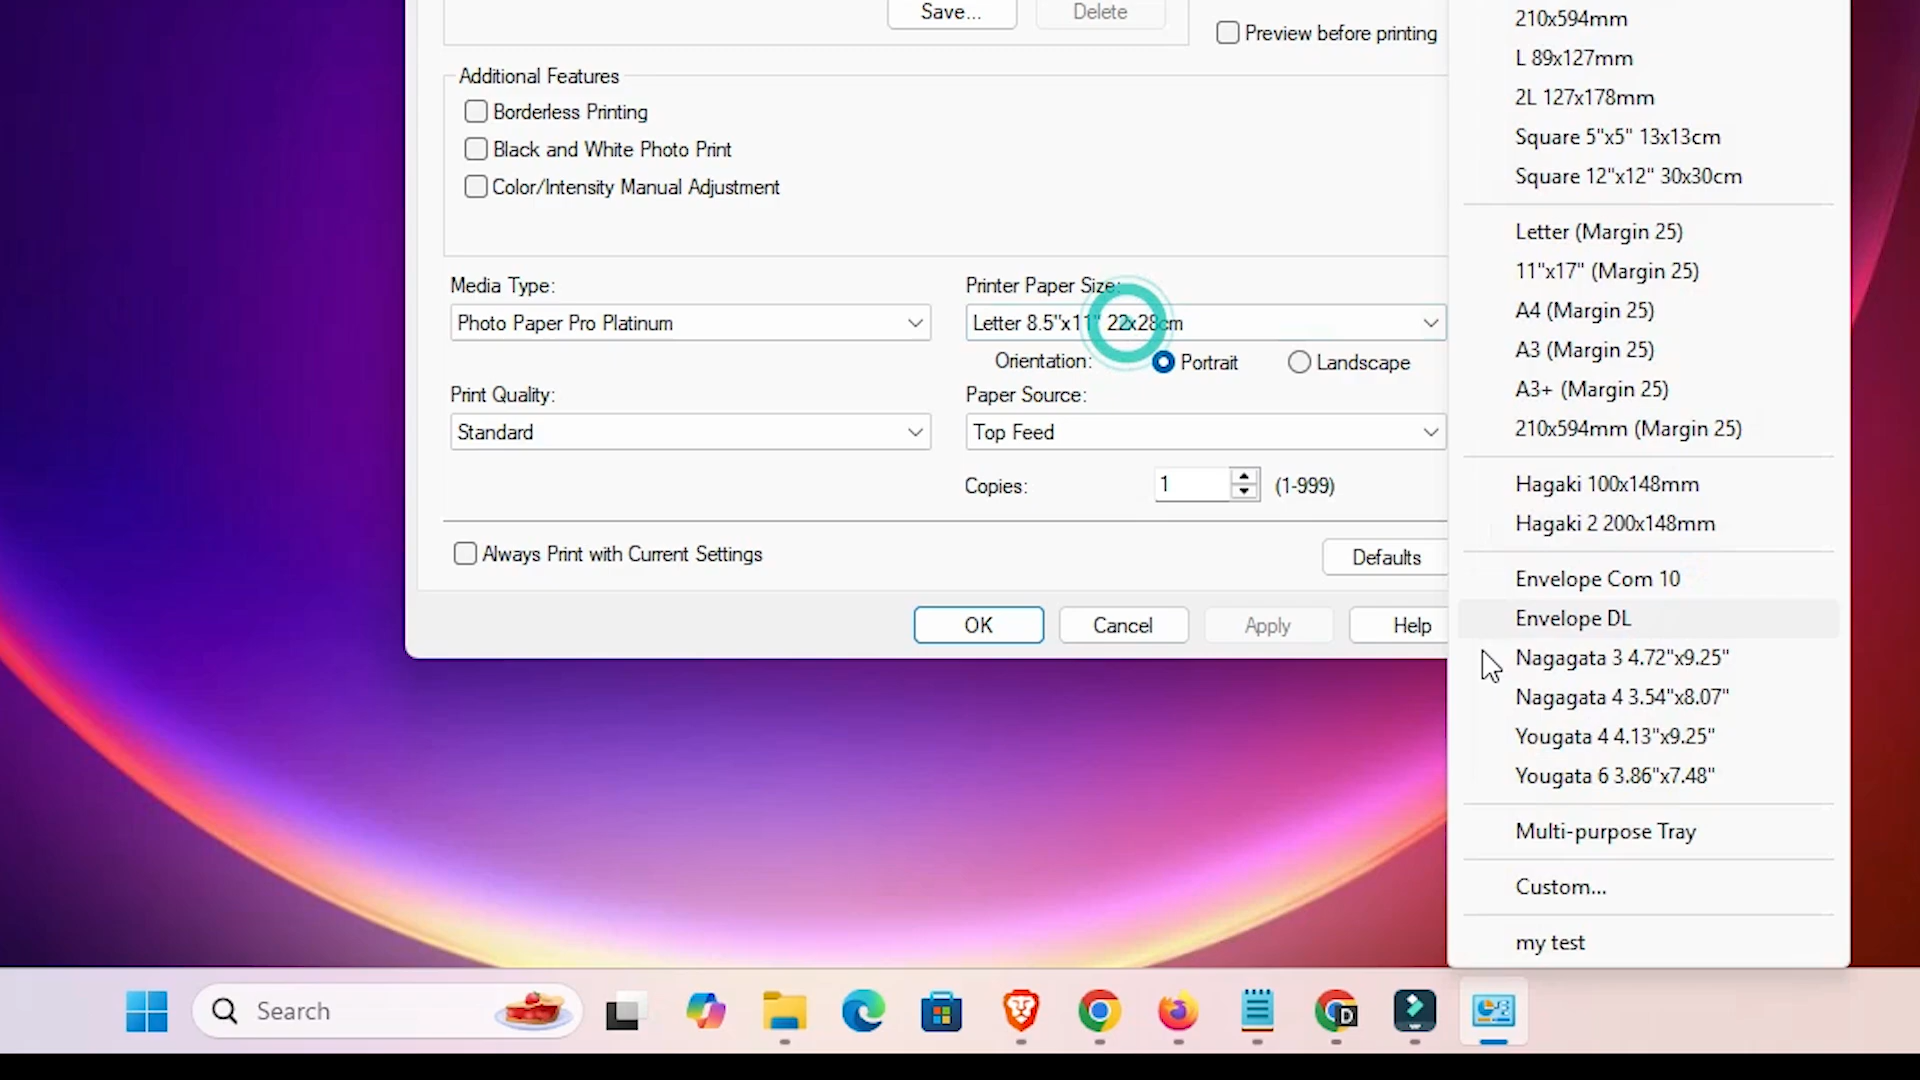 Save...
Delete
Preview before printing
Additional Features
Borderless Printing
Black and White Photo Print
Color/Intensity Manual Adjustment
Media Type:
Photo Paper Pro Platinum
Printer Paper Size:
Letter 8.5"x11" 22x28cm
Orientation:
Portrait
Landscape
Print Quality:
Standard
Paper Source:
Top Feed
Copies:
1
(1-999)
Always Print with Current Settings
Defaults
OK
Cancel
Apply
Help
210x594mm
L 89x127mm
2L 127x178mm
Square 5"x5" 13x13cm
Square 12"x12" 30x30cm
Letter (Margin 25)
11"x17" (Margin 25)
A4 (Margin 25)
A3 (Margin 25)
A3+ (Margin 25)
210x594mm (Margin 25)
Hagaki 100x148mm
Hagaki 2 200x148mm
Envelope Com 10
Envelope DL
Nagagata 3 4.72"x9.25"
Nagagata 4 3.54"x8.07"
Yougata 4 4.13"x9.25"
Yougata 6 3.86"x7.48"
Multi-purpose Tray
Custom...
my test
Search
D